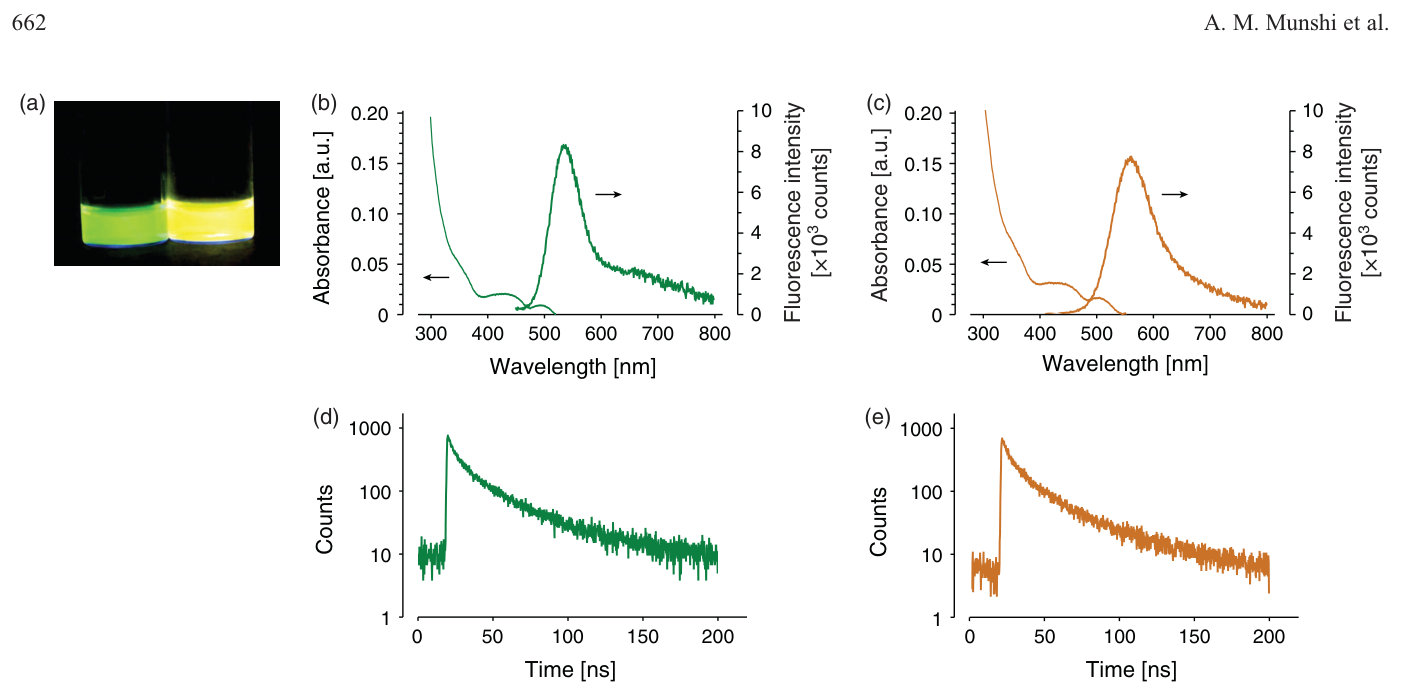 662
A. M. Munshi et al.
(a)
(b)
0.20
0.15
0.10
0.05
0
Absorbance [a.u.]
300 400 500 600 700 800
Wavelength [nm]
10
8
6
4
2
0
Fluorescence intensity
[×10³ counts]
(c)
0.20
0.15
0.10
0.05
0
Absorbance [a.u.]
300 400 500 600 700 800
Wavelength [nm]
10
8
6
4
2
0
Fluorescence intensity
[×10³ counts]
(d)
1000
100
10
1
Counts
0 50 100 150 200
Time [ns]
(e)
1000
100
10
1
Counts
0 50 100 150 200
Time [ns]